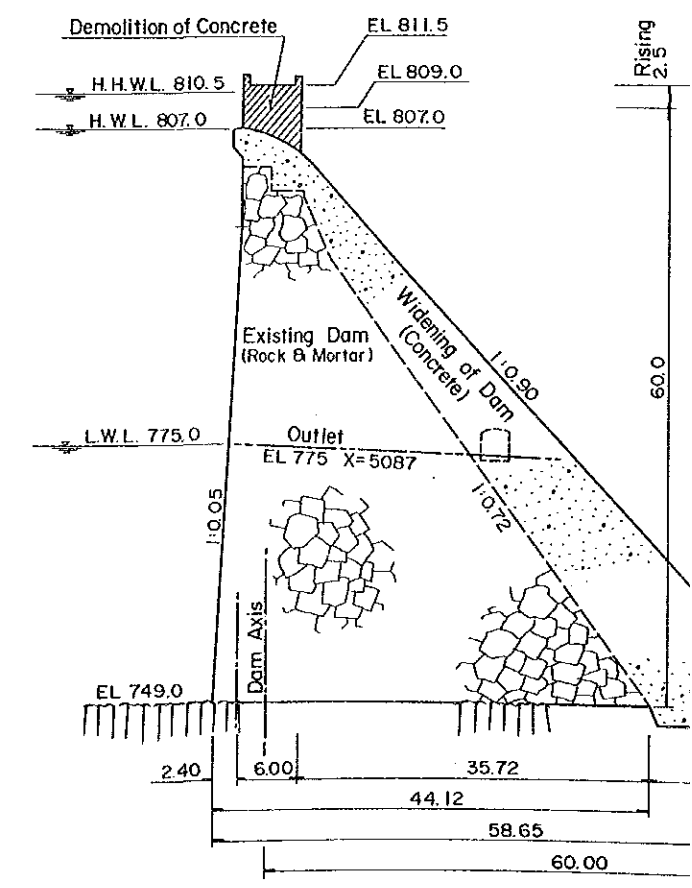 Demolition of Concrete
EL 811.5
Rising
2.5
H.H.W.L. 810.5
EL 809.0
H.W.L. 807.0
EL 807.0
Existing Dam
(Rock & Mortar)
Widening of Dam
(Concrete)
1:0.90
60.0
L.W.L. 775.0
Outlet
EL 775 X=5087
1:0.05
1:0.72
Dam Axis
EL 749.0
2.40
6.00
35.72
44.12
58.65
60.00